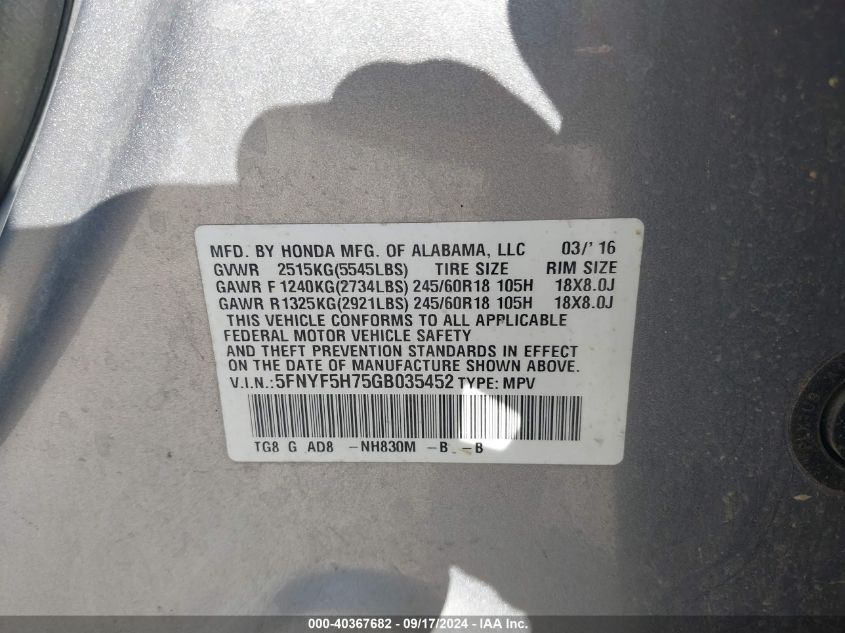 MFD. BY HONDA MFG. OF ALABAMA, LLC 03/'16
GVWR 2515KG(5545LBS) TIRE SIZE RIM SIZE
GAWR F 1240KG(2734LBS) 245/60R18 105H 18X8.0J
GAWR R 1325KG(2921LBS) 245/60R18 105H 18X8.0J
THIS VEHICLE CONFORMS TO ALL APPLICABLE
FEDERAL MOTOR VEHICLE SAFETY
AND THEFT PREVENTION STANDARDS IN EFFECT
ON THE DATE OF MANUFACTURE SHOWN ABOVE.
V.I.N.: 5FNYF5H75GB035452 TYPE: MPV
TG8 G AD8 -NH830M -B -B
000-40367682 - 09/17/2024 - IAA Inc.